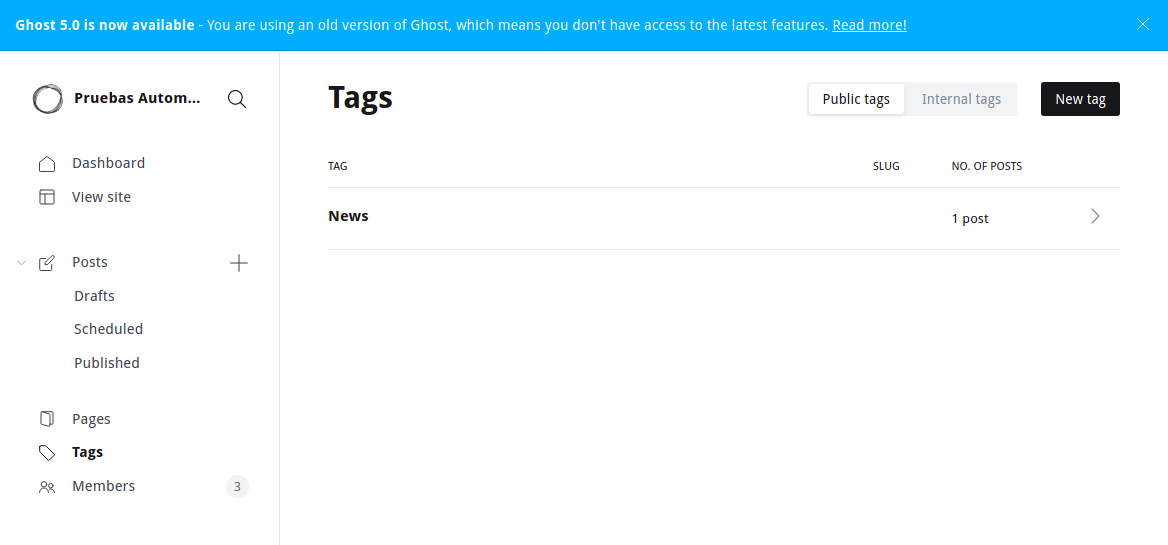 Ghost 5.0 is now available - You are using an old version of Ghost, which means you don't have access to the latest features. Read more!
Pruebas Autom...
Dashboard
View site
Posts
Drafts
Scheduled
Published
Pages
Tags
Members 3
Tags
Public tags Internal tags New tag
TAG SLUG NO. OF POSTS
News 1 post